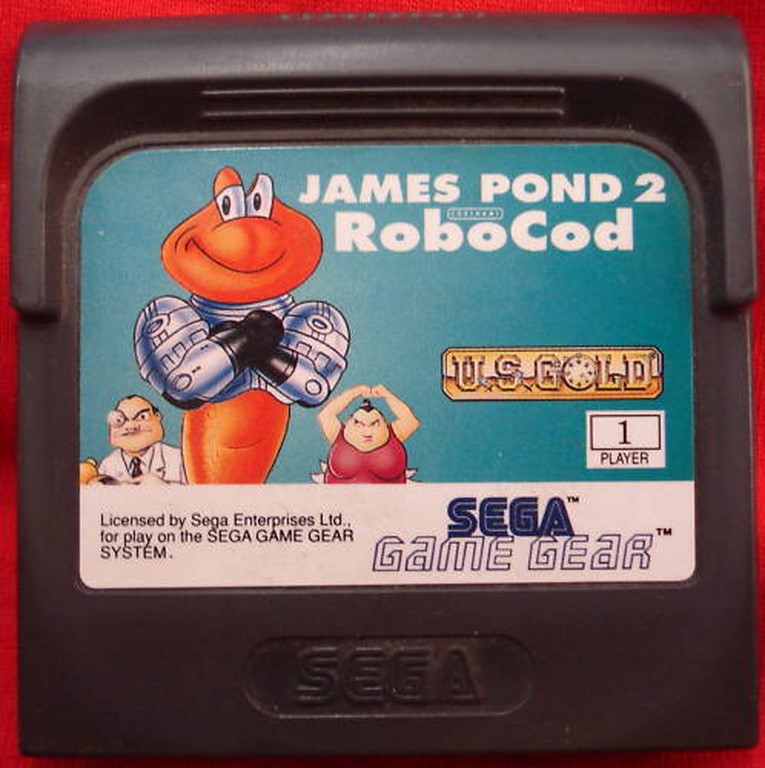 JAMES POND 2
CODENAME
RoboCod
U.S. GOLD
1
PLAYER
Licensed by Sega Enterprises Ltd.,
for play on the SEGA GAME GEAR
SYSTEM.
SEGA™
GAME GEAR™
SEGA